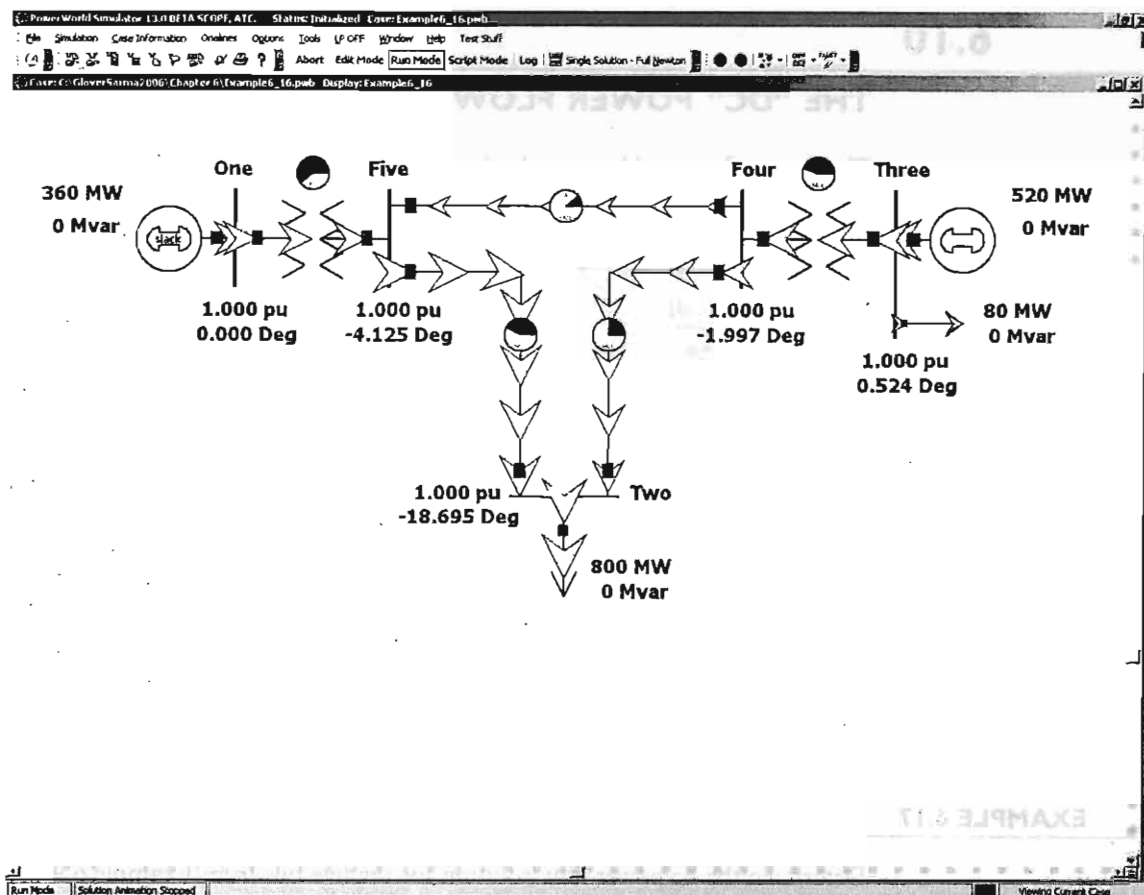 PowerWorld Simulator 13.0 BETA SCOPE, ATC. Status: Initialized Case: Example6_16.pwb
File Simulation Case Information Onelines Options Tools LP OFF Window Help Test Stuff
Abort Edit Mode Run Mode Script Mode Log Single Solution - Full Newton
Case: C:\GloverSarma2006\Chapter 6\Example6_16.pwb Display: Example6_16
6.10
THE "DC" POWER FLOW
One Five Four Three
360 MW
0 Mvar
slack
520 MW
0 Mvar
1.000 pu
0.000 Deg
1.000 pu
-4.125 Deg
1.000 pu
-1.997 Deg
80 MW
0 Mvar
1.000 pu
0.524 Deg
1.000 pu
-18.695 Deg
Two
800 MW
0 Mvar
EXAMPLE 6.17
Run Mode Solution Animation Stopped Viewing Current Case